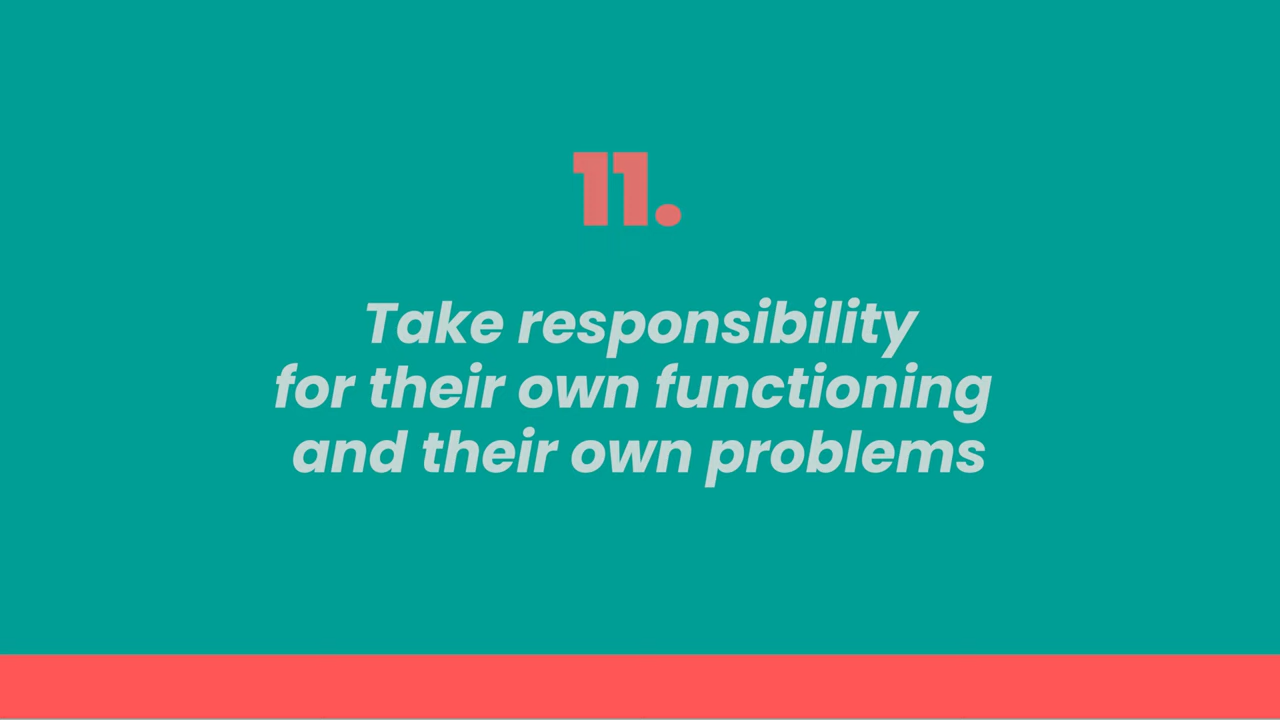 11.
Take responsibility
for their own functioning
and their own problems